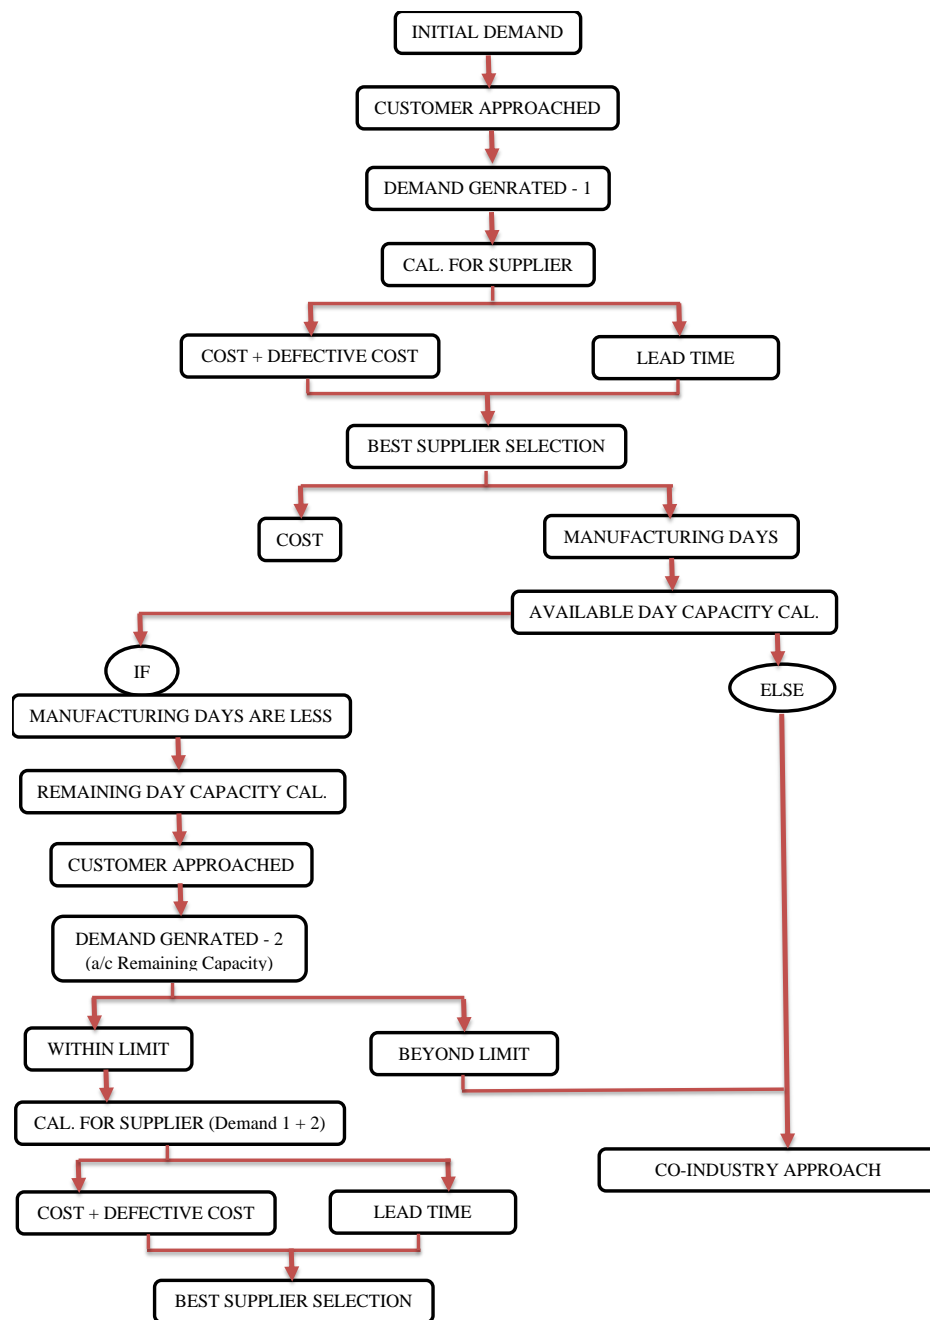 INITIAL DEMAND
CUSTOMER APPROACHED
DEMAND GENRATED - 1
CAL. FOR SUPPLIER
COST + DEFECTIVE COST
LEAD TIME
BEST SUPPLIER SELECTION
COST
MANUFACTURING DAYS
AVAILABLE DAY CAPACITY CAL.
IF
ELSE
MANUFACTURING DAYS ARE LESS
REMAINING DAY CAPACITY CAL.
CUSTOMER APPROACHED
DEMAND GENRATED - 2
(a/c Remaining Capacity)
WITHIN LIMIT
BEYOND LIMIT
CAL. FOR SUPPLIER (Demand 1 + 2)
CO-INDUSTRY APPROACH
COST + DEFECTIVE COST
LEAD TIME
BEST SUPPLIER SELECTION